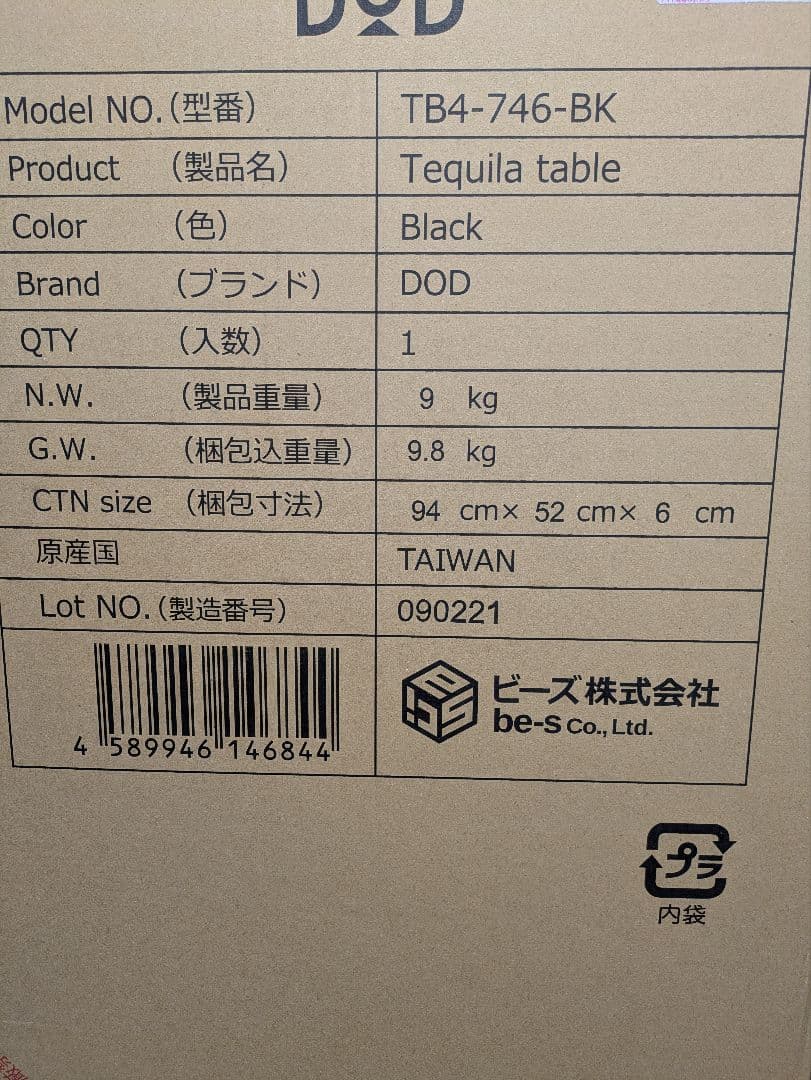 DOD
Model NO.(型番) TB4-746-BK
Product (製品名) Tequila table
Color (色) Black
Brand (ブランド) DOD
QTY (入数) 1
N.W. (製品重量) 9 kg
G.W. (梱包込重量) 9.8 kg
CTN size (梱包寸法) 94 cm× 52 cm× 6 cm
原産国 TAIWAN
Lot NO.(製造番号) 090221
4 589946 146844
ビーズ株式会社
be-s Co., Ltd.
プラ
内袋